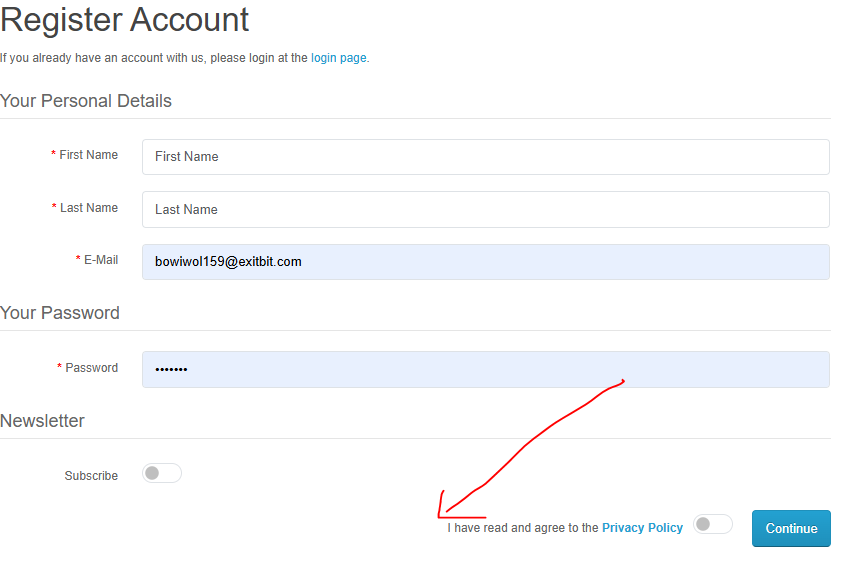 Register Account
If you already have an account with us, please login at the login page.
Your Personal Details
* First Name First Name
* Last Name Last Name
* E-Mail bowiwol159@exitbit.com
Your Password
* Password •••••••
Newsletter
Subscribe
I have read and agree to the Privacy Policy Continue